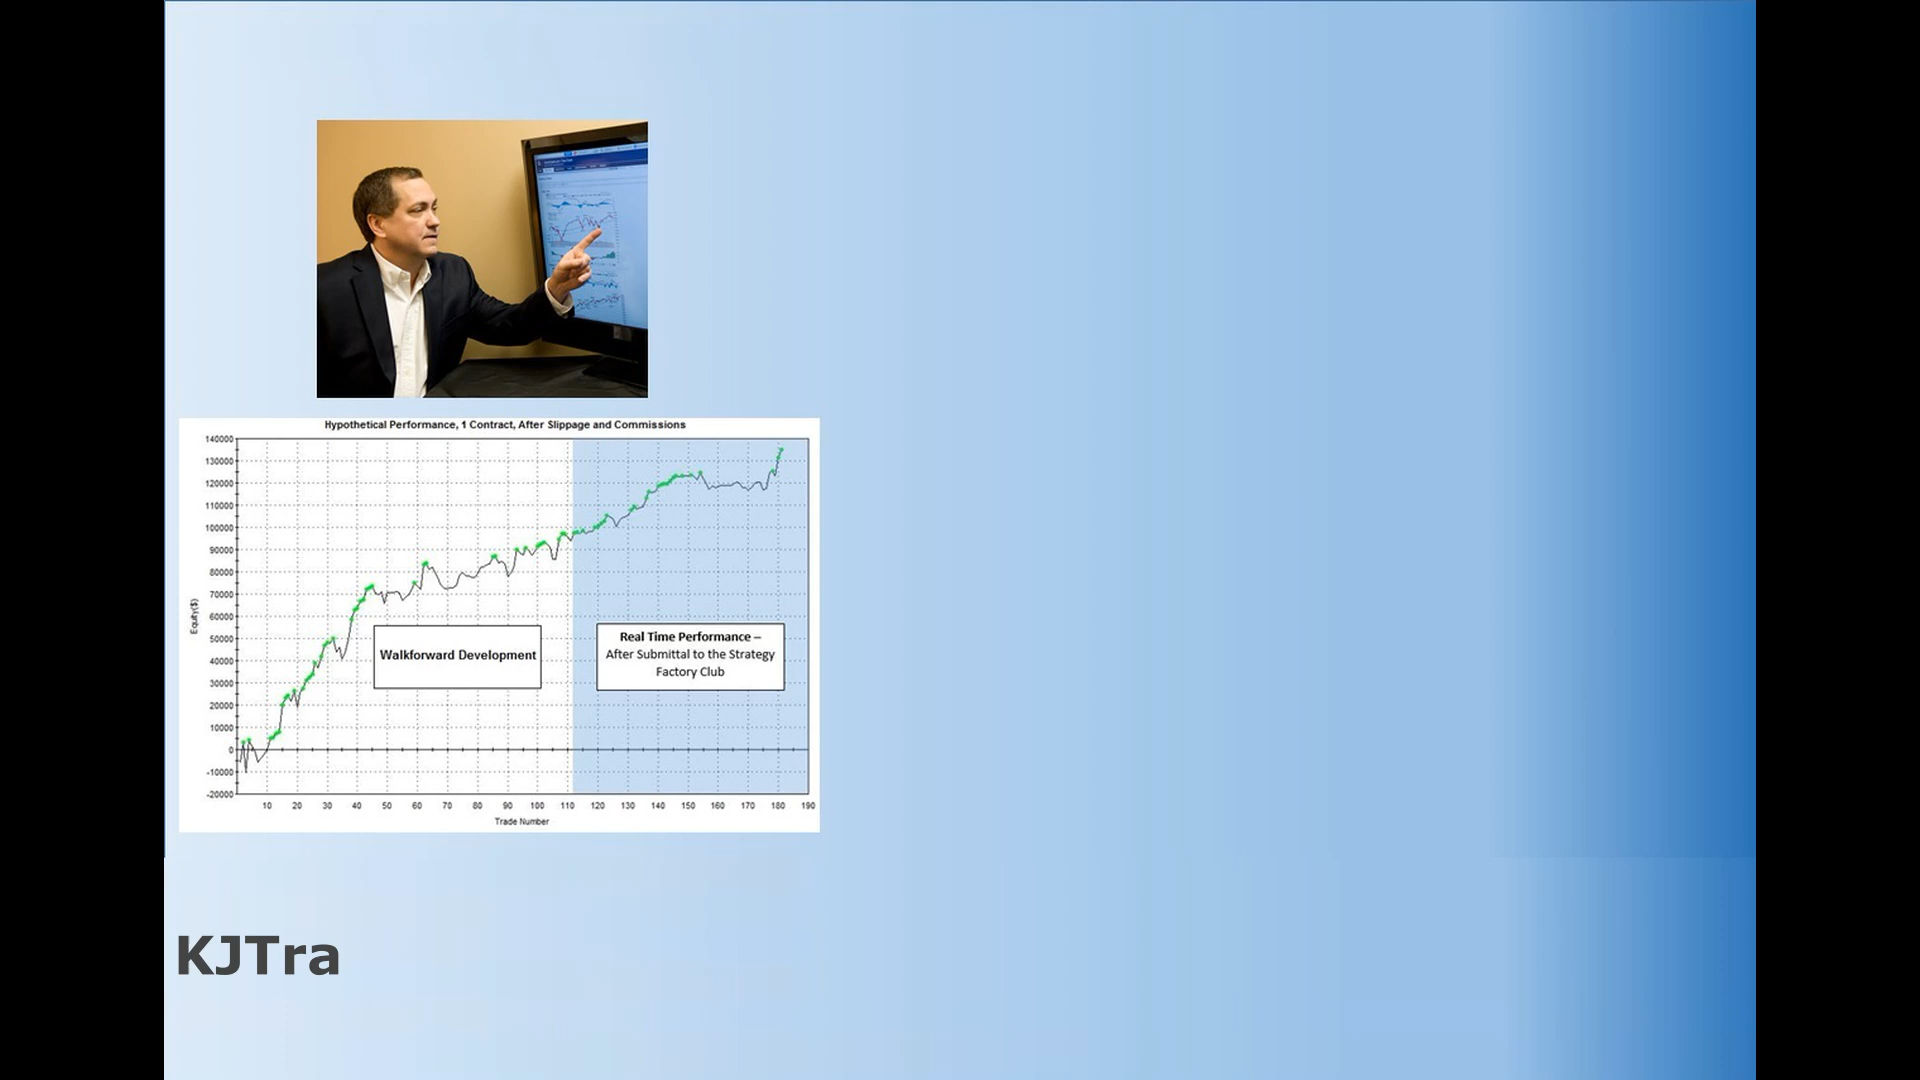 Hypothetical Performance, 1 Contract, After Slippage and Commissions
140000
130000
120000
110000
100000
90000
80000
70000
60000
50000
40000
30000
20000
10000
0
-10000
-20000
Equity($)
Walkforward Development
Real Time Performance –
After Submittal to the Strategy
Factory Club
10 20 30 40 50 60 70 80 90 100 110 120 130 140 150 160 170 180 190
Trade Number
KJTra